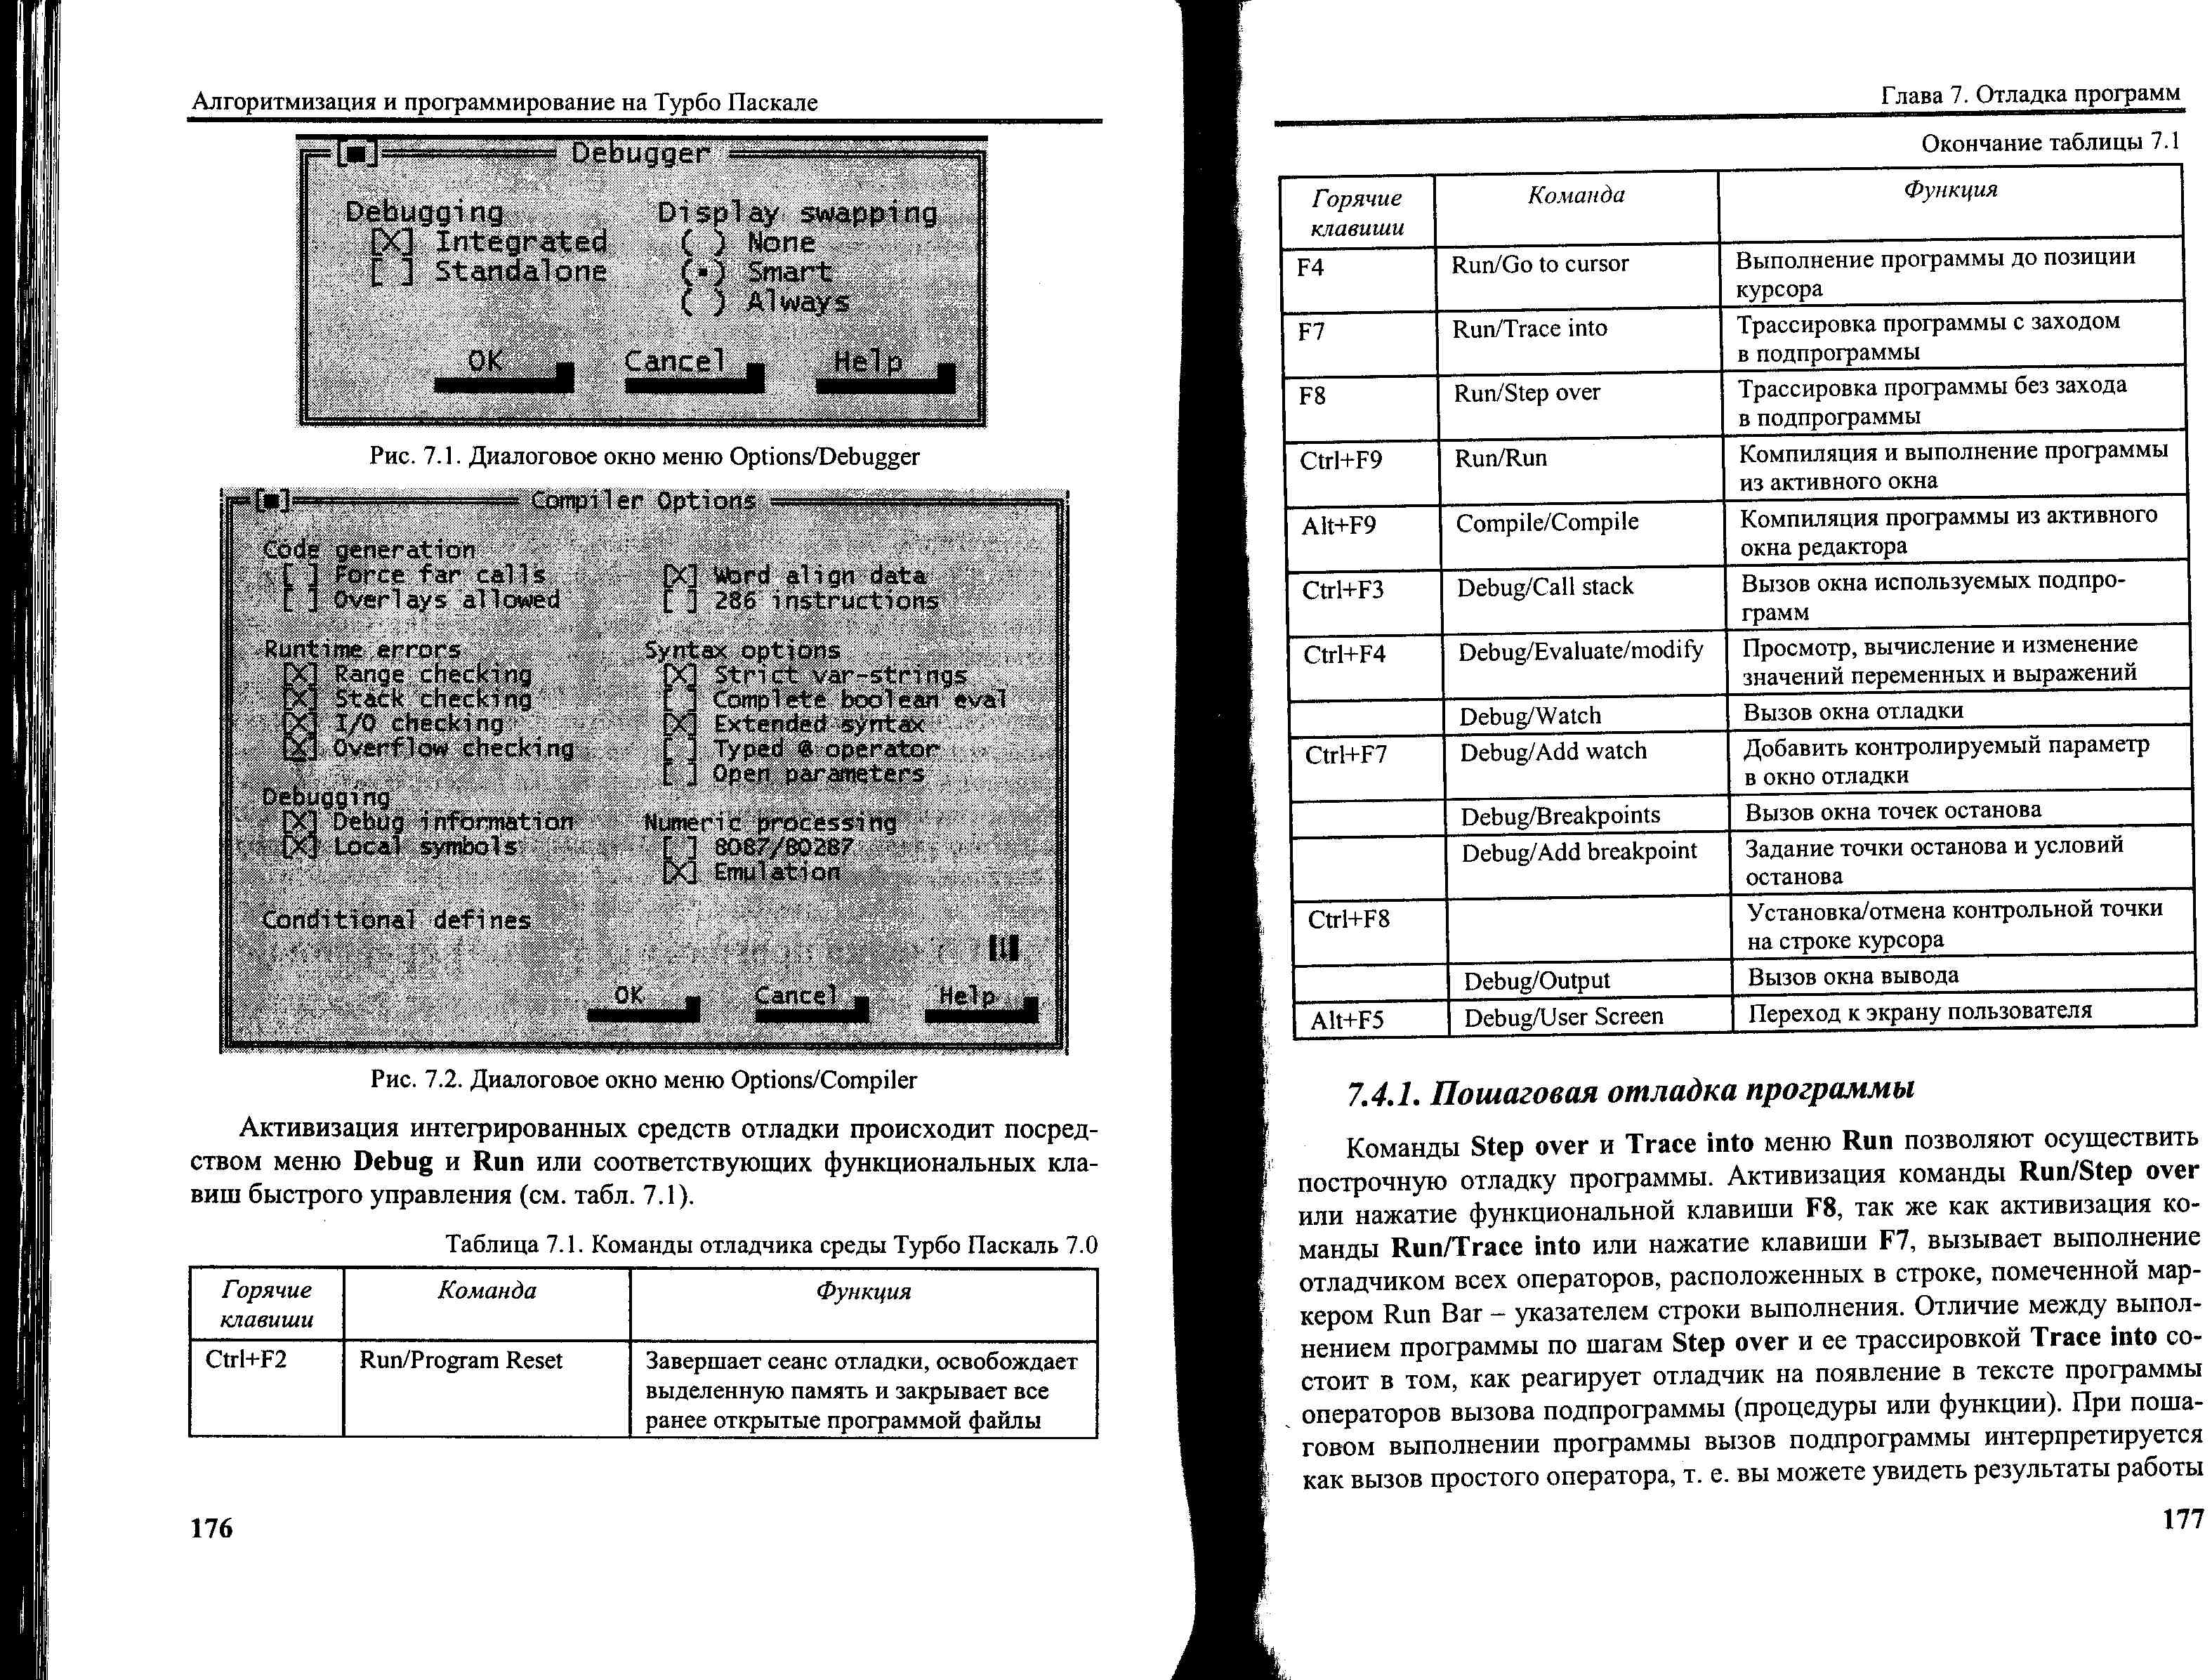 Алгоритмизация и программирование на Турбо Паскале
[■] Debugger
Debugging Display swapping
[X] Integrated ( ) None
[ ] Standalone (•) Smart
( ) Always
OK Cancel Help
Рис. 7.1. Диалоговое окно меню Options/Debugger
[■] Compiler Options
Code generation
[ ] Force far calls [X] Word align data
[ ] Overlays allowed [ ] 286 instructions
Runtime errors Syntax options
[X] Range checking [X] Strict var-strings
[X] Stack checking [ ] Complete boolean eval
[X] I/O checking [X] Extended syntax
[X] Overflow checking [ ] Typed @ operator
[ ] Open parameters
Debugging
[X] Debug information Numeric processing
[X] Local symbols [ ] 8087/80287
[X] Emulation
Conditional defines
OK Cancel Help
Рис. 7.2. Диалоговое окно меню Options/Compiler
Активизация интегрированных средств отладки происходит посред-
ством меню Debug и Run или соответствующих функциональных кла-
виш быстрого управления (см. табл. 7.1).
Таблица 7.1. Команды отладчика среды Турбо Паскаль 7.0
Горячие Команда Функция
клавиши
Ctrl+F2 Run/Program Reset Завершает сеанс отладки, освобождает
выделенную память и закрывает все
ранее открытые программой файлы
176
Глава 7. Отладка программ
Окончание таблицы 7.1
Горячие Команда Функция
клавиши
F4 Run/Go to cursor Выполнение программы до позиции
курсора
F7 Run/Trace into Трассировка программы с заходом
в подпрограммы
F8 Run/Step over Трассировка программы без захода
в подпрограммы
Ctrl+F9 Run/Run Компиляция и выполнение программы
из активного окна
Alt+F9 Compile/Compile Компиляция программы из активного
окна редактора
Ctrl+F3 Debug/Call stack Вызов окна используемых подпро-
грамм
Ctrl+F4 Debug/Evaluate/modify Просмотр, вычисление и изменение
значений переменных и выражений
Debug/Watch Вызов окна отладки
Ctrl+F7 Debug/Add watch Добавить контролируемый параметр
в окно отладки
Debug/Breakpoints Вызов окна точек останова
Debug/Add breakpoint Задание точки останова и условий
останова
Ctrl+F8 Установка/отмена контрольной точки
на строке курсора
Debug/Output Вызов окна вывода
Alt+F5 Debug/User Screen Переход к экрану пользователя
7.4.1. Пошаговая отладка программы
Команды Step over и Trace into меню Run позволяют осуществить
построчную отладку программы. Активизация команды Run/Step over
или нажатие функциональной клавиши F8, так же как активизация ко-
манды Run/Trace into или нажатие клавиши F7, вызывает выполнение
отладчиком всех операторов, расположенных в строке, помеченной мар-
кером Run Bar – указателем строки выполнения. Отличие между выпол-
нением программы по шагам Step over и ее трассировкой Trace into со-
стоит в том, как реагирует отладчик на появление в тексте программы
операторов вызова подпрограммы (процедуры или функции). При поша-
говом выполнении программы вызов подпрограммы интерпретируется
как вызов простого оператора, т. е. вы можете увидеть результаты работы
177